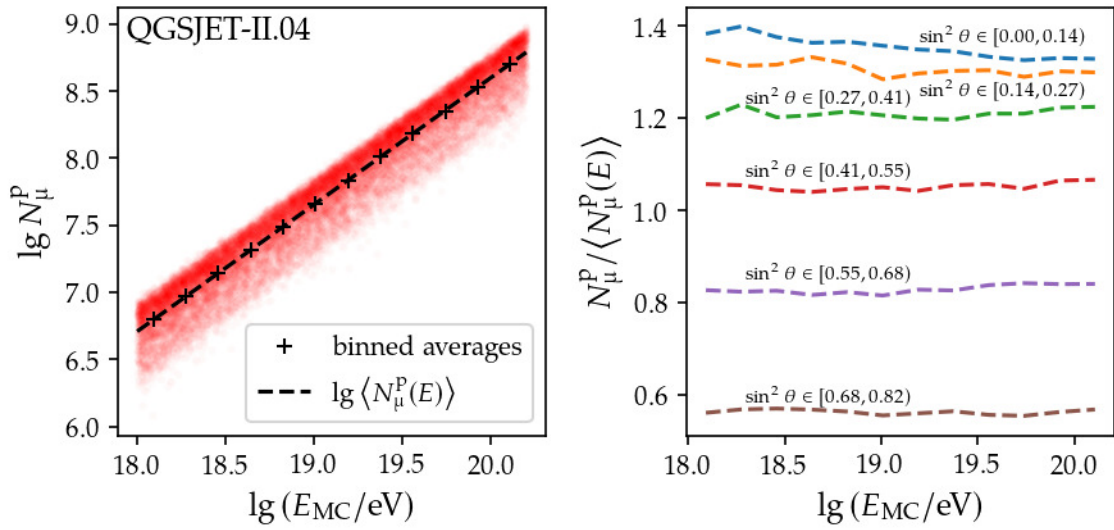 QGSJET-II.04
lg N_μ^p
9.0
8.5
8.0
7.5
7.0
6.5
6.0
binned averages
lg ⟨N_μ^p(E)⟩
18.0 18.5 19.0 19.5 20.0
lg (E_MC/eV)
N_μ^p/⟨N_μ^p(E)⟩
1.4
1.2
1.0
0.8
0.6
sin² θ ∈ [0.00, 0.14)
sin² θ ∈ [0.14, 0.27)
sin² θ ∈ [0.27, 0.41)
sin² θ ∈ [0.41, 0.55)
sin² θ ∈ [0.55, 0.68)
sin² θ ∈ [0.68, 0.82)
18.0 18.5 19.0 19.5 20.0
lg (E_MC/eV)